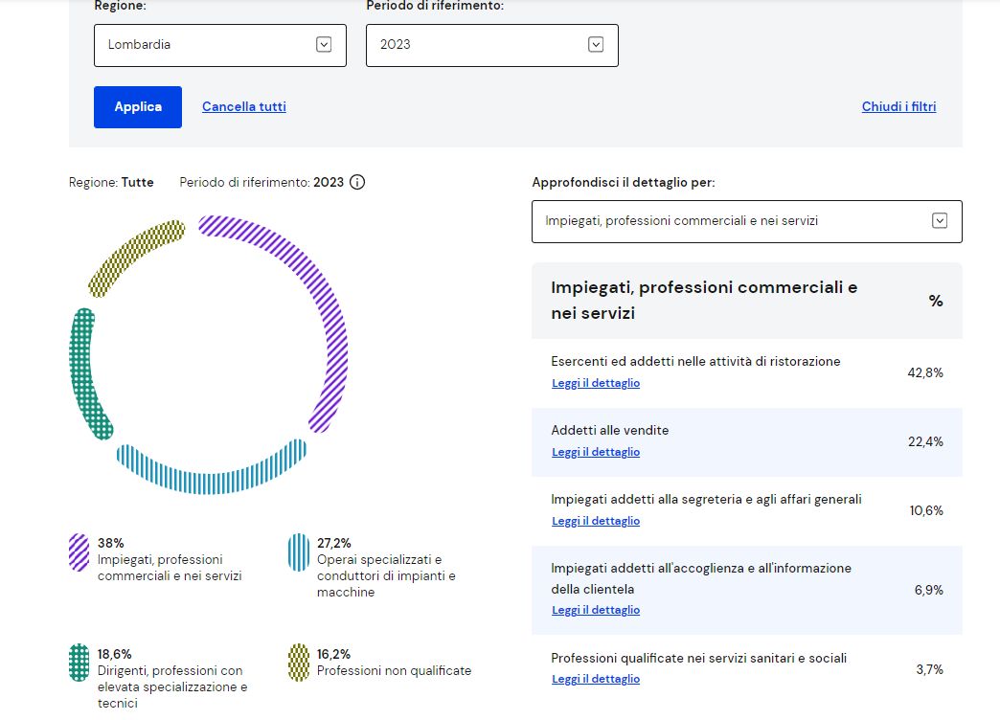 Regione:
Periodo di riferimento:
Lombardia
2023
Applica
Cancella tutti
Chiudi i filtri
Regione: Tutte
Periodo di riferimento: 2023
38%
Impiegati, professioni
commerciali e nei servizi
27,2%
Operai specializzati e
conduttori di impianti e
macchine
18,6%
Dirigenti, professioni con
elevata specializzazione e
tecnici
16,2%
Professioni non qualificate
Approfondisci il dettaglio per:
Impiegati, professioni commerciali e nei servizi
Impiegati, professioni commerciali e
nei servizi
%
Esercenti ed addetti nelle attività di ristorazione
Leggi il dettaglio
42,8%
Addetti alle vendite
Leggi il dettaglio
22,4%
Impiegati addetti alla segreteria e agli affari generali
Leggi il dettaglio
10,6%
Impiegati addetti all'accoglienza e all'informazione
della clientela
Leggi il dettaglio
6,9%
Professioni qualificate nei servizi sanitari e sociali
Leggi il dettaglio
3,7%